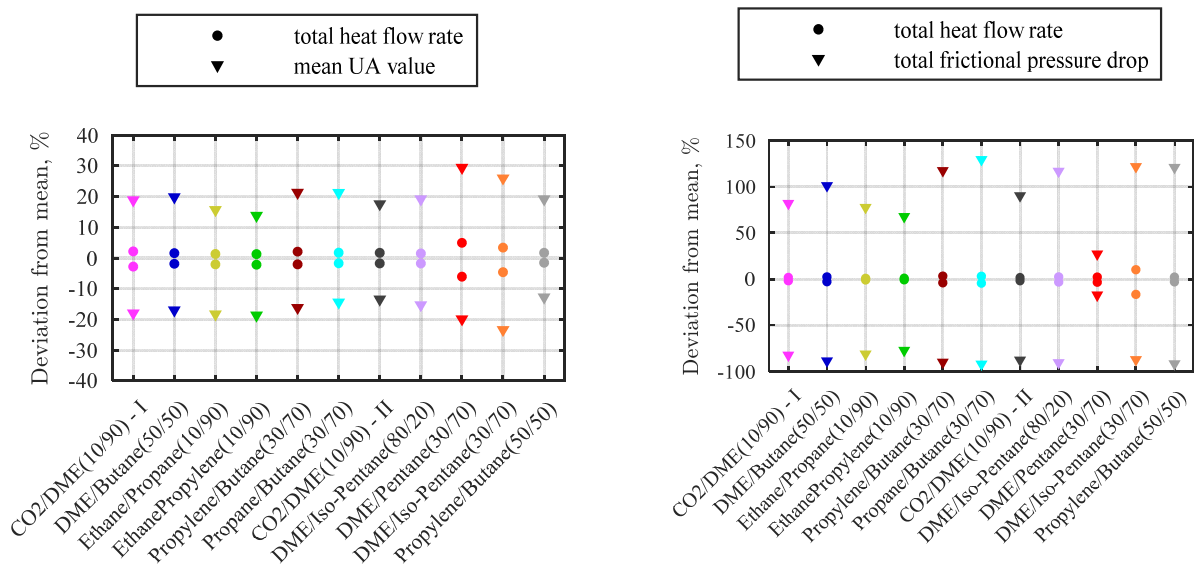 total heat flow rate
mean UA value
Deviation from mean, %
40
30
20
10
0
-10
-20
-30
-40
CO2/DME(10/90) - I
DME/Butane(50/50)
Ethane/Propane(10/90)
EthanePropylene(10/90)
Propylene/Butane(30/70)
Propane/Butane(30/70)
CO2/DME(10/90) - II
DME/Iso-Pentane(80/20)
DME/Pentane(30/70)
DME/Iso-Pentane(30/70)
Propylene/Butane(50/50)
total heat flow rate
total frictional pressure drop
Deviation from mean, %
150
100
50
0
-50
-100
CO2/DME(10/90) - I
DME/Butane(50/50)
Ethane/Propane(10/90)
EthanePropylene(10/90)
Propylene/Butane(30/70)
Propane/Butane(30/70)
CO2/DME(10/90) - II
DME/Iso-Pentane(80/20)
DME/Pentane(30/70)
DME/Iso-Pentane(30/70)
Propylene/Butane(50/50)